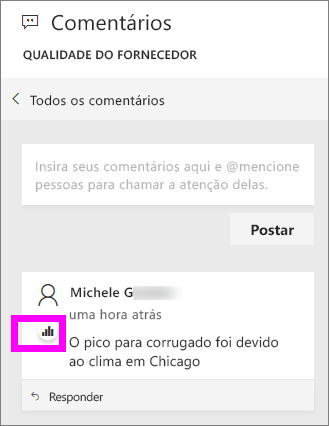 Comentários
QUALIDADE DO FORNECEDOR
Todos os comentários
Insira seus comentários aqui e @mencione
pessoas para chamar a atenção delas.
Postar
Michele G
uma hora atrás
O pico para corrugado foi devido
ao clima em Chicago
Responder